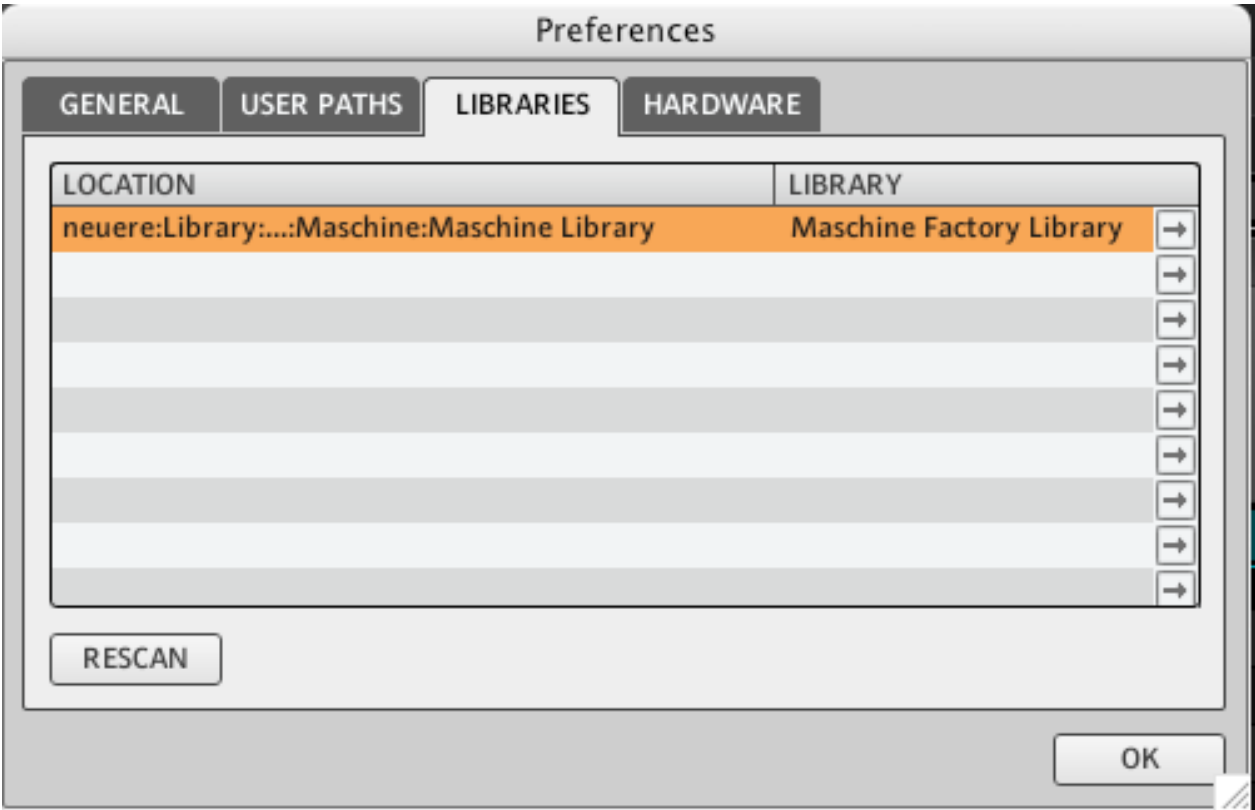 Preferences
GENERAL USER PATHS LIBRARIES HARDWARE
LOCATION LIBRARY
neuere:Library:...:Maschine:Maschine Library Maschine Factory Library
RESCAN
OK